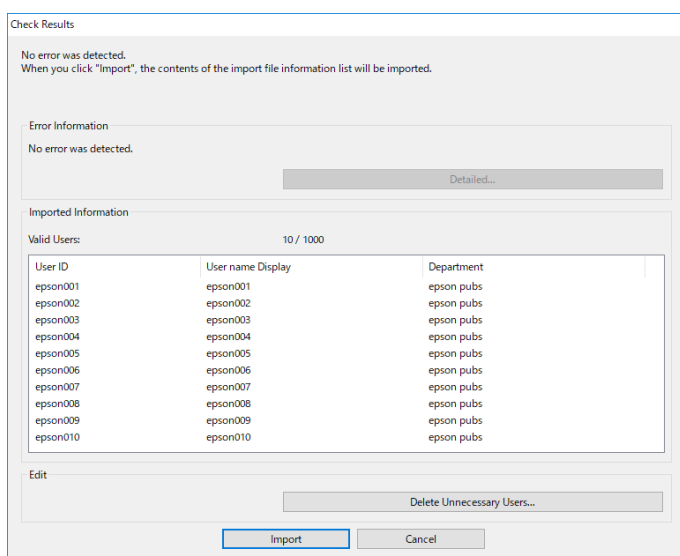 Check Results
No error was detected.
When you click "Import", the contents of the import file information list will be imported.
Error Information
No error was detected.
Detailed...
Imported Information
Valid Users: 10 / 1000
User ID User name Display Department
epson001 epson001 epson pubs
epson002 epson002 epson pubs
epson003 epson003 epson pubs
epson004 epson004 epson pubs
epson005 epson005 epson pubs
epson006 epson006 epson pubs
epson007 epson007 epson pubs
epson008 epson008 epson pubs
epson009 epson009 epson pubs
epson010 epson010 epson pubs
Edit
Delete Unnecessary Users...
Import Cancel